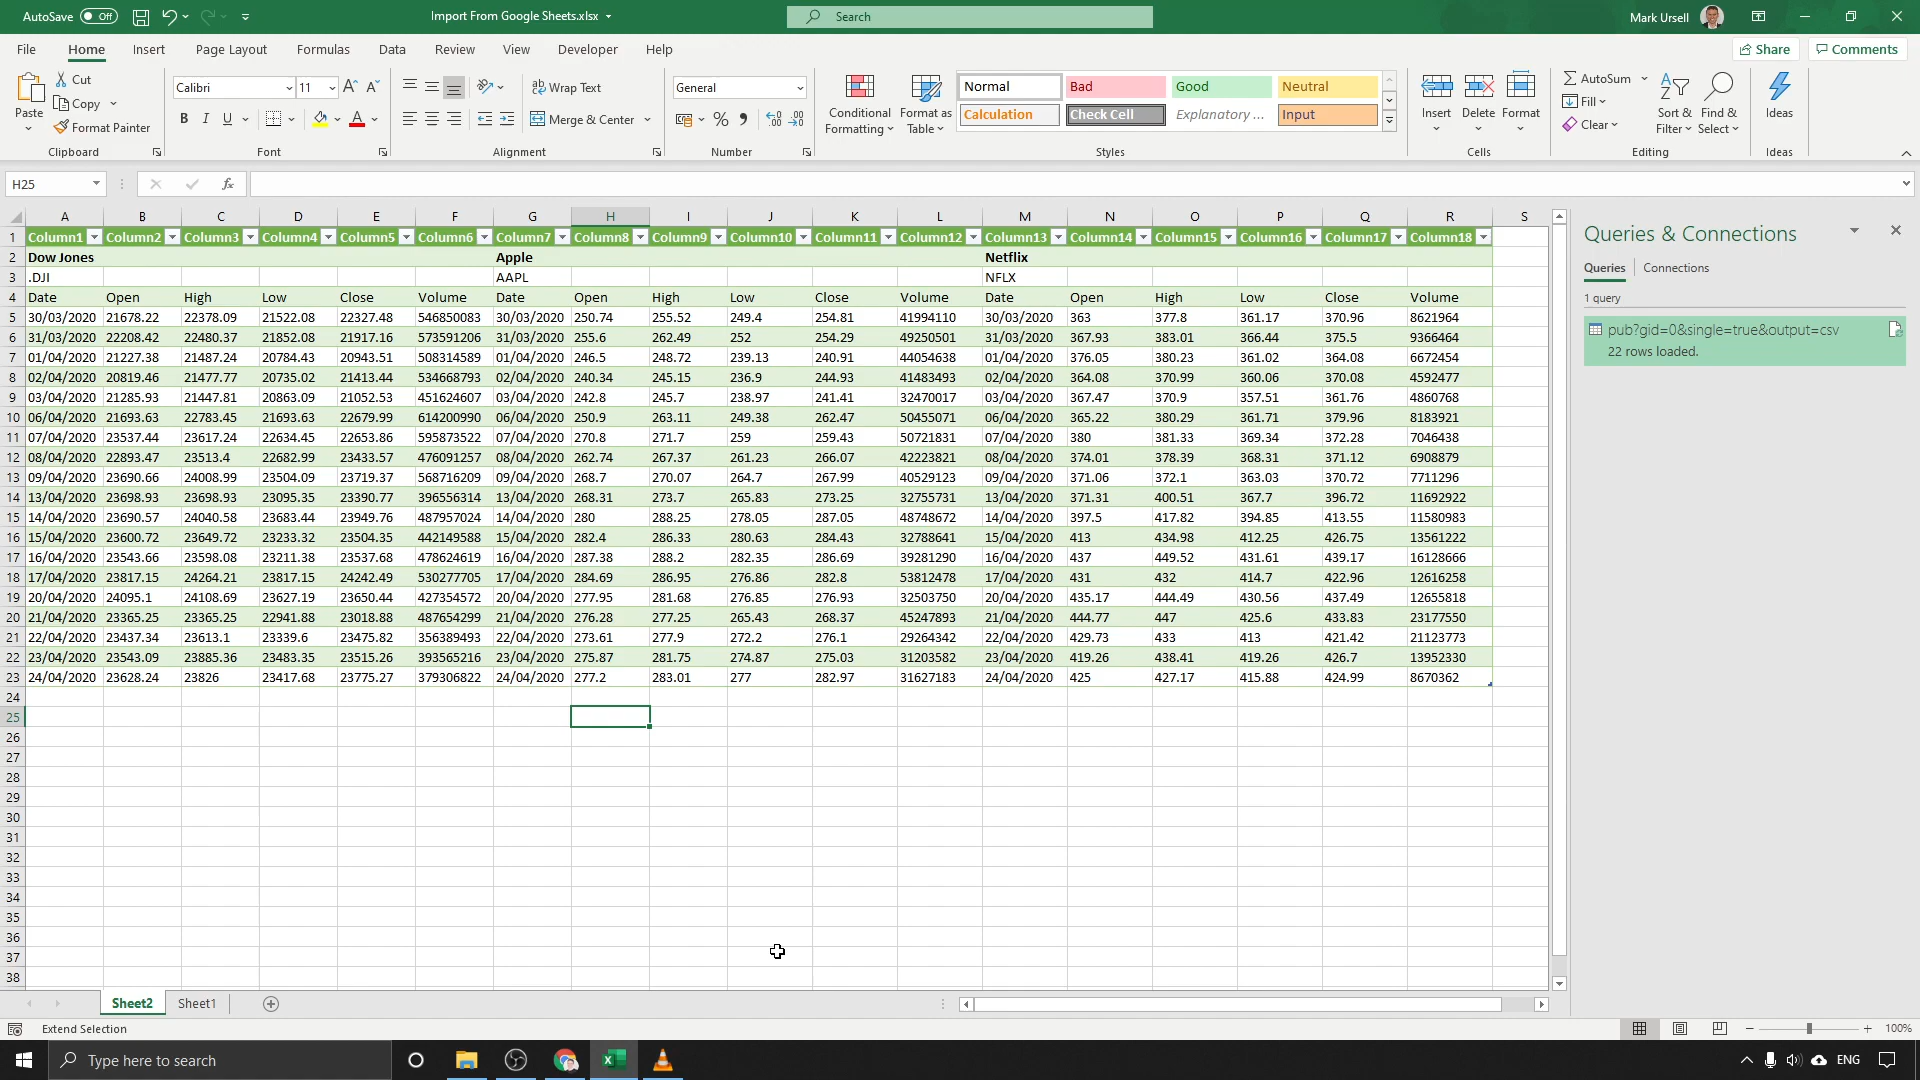 AutoSave Off Import From Google Sheets.xlsx Search Mark Ursell
File Home Insert Page Layout Formulas Data Review View Developer Help Share Comments
Paste Cut Copy Format Painter Clipboard
Calibri 11 A A B I U A Font
Wrap Text Merge & Center Alignment
General % Number
Conditional Formatting Format as Table
Normal Bad Good Neutral
Calculation Check Cell Explanatory ... Input
Styles
Insert Delete Format Cells
AutoSum Fill Clear Sort & Filter Find & Select Editing
Ideas Ideas
H25 fx
A B C D E F G H I J K L M N O P Q R S
1 Column1 Column2 Column3 Column4 Column5 Column6 Column7 Column8 Column9 Column10 Column11 Column12 Column13 Column14 Column15 Column16 Column17 Column18
2 Dow Jones Apple Netflix
3 .DJI AAPL NFLX
4 Date Open High Low Close Volume Date Open High Low Close Volume Date Open High Low Close Volume
5 30/03/2020 21678.22 22378.09 21522.08 22327.48 546850083 30/03/2020 250.74 255.52 249.4 254.81 41994110 30/03/2020 363 377.8 361.17 370.96 8621964
6 31/03/2020 22208.42 22480.37 21852.08 21917.16 573591206 31/03/2020 255.6 262.49 252 254.29 49250501 31/03/2020 367.93 383.01 366.44 375.5 9366464
7 01/04/2020 21227.38 21487.24 20784.43 20943.51 508314589 01/04/2020 246.5 248.72 239.13 240.91 44054638 01/04/2020 376.05 380.23 361.02 364.08 6672454
8 02/04/2020 20819.46 21477.77 20735.02 21413.44 534668793 02/04/2020 240.34 245.15 236.9 244.93 41483493 02/04/2020 364.08 370.99 360.06 370.08 4592477
9 03/04/2020 21285.93 21447.81 20863.09 21052.53 451624607 03/04/2020 242.8 245.7 238.97 241.41 32470017 03/04/2020 367.47 370.9 357.51 361.76 4860768
10 06/04/2020 21693.63 22783.45 21693.63 22679.99 614200990 06/04/2020 250.9 263.11 249.38 262.47 50455071 06/04/2020 365.22 380.29 361.71 379.96 8183921
11 07/04/2020 23537.44 23617.24 22634.45 22653.86 595873522 07/04/2020 270.8 271.7 259 259.43 50721831 07/04/2020 380 381.33 369.34 372.28 7046438
12 08/04/2020 22893.47 23513.4 22682.99 23433.57 476091257 08/04/2020 262.74 267.37 261.23 266.07 42223821 08/04/2020 374.01 378.39 368.31 371.12 6908879
13 09/04/2020 23690.66 24008.99 23504.09 23719.37 568716209 09/04/2020 268.7 270.07 264.7 267.99 40529123 09/04/2020 371.06 372.1 363.03 370.72 7711296
14 13/04/2020 23698.93 23698.93 23095.35 23390.77 396556314 13/04/2020 268.31 273.7 265.83 273.25 32755731 13/04/2020 371.31 400.51 367.7 396.72 11692922
15 14/04/2020 23690.57 24040.58 23683.44 23949.76 487957024 14/04/2020 280 288.25 278.05 287.05 48748672 14/04/2020 397.5 417.82 394.85 413.55 11580983
16 15/04/2020 23600.72 23649.72 23233.32 23504.35 442149588 15/04/2020 282.4 286.33 280.63 284.43 32788641 15/04/2020 413 434.98 412.25 426.75 13561222
17 16/04/2020 23543.66 23598.08 23211.38 23537.68 478624619 16/04/2020 287.38 288.2 282.35 286.69 39281290 16/04/2020 437 449.52 431.61 439.17 16128666
18 17/04/2020 23817.15 24264.21 23817.15 24242.49 530277705 17/04/2020 284.69 286.95 276.86 282.8 53812478 17/04/2020 431 432 414.7 422.96 12616258
19 20/04/2020 24095.1 24108.69 23627.19 23650.44 427354572 20/04/2020 277.95 281.68 276.85 276.93 32503750 20/04/2020 435.17 444.49 430.56 437.49 12655818
20 21/04/2020 23365.25 23365.25 22941.88 23018.88 487654299 21/04/2020 276.28 277.25 265.43 268.37 45247893 21/04/2020 444.77 447 425.6 433.83 23177550
21 22/04/2020 23437.34 23613.1 23339.6 23475.82 356389493 22/04/2020 273.61 277.9 272.2 276.1 29264342 22/04/2020 429.73 433 413 421.42 21123773
22 23/04/2020 23543.09 23885.36 23483.35 23515.26 393565216 23/04/2020 275.87 281.75 274.87 275.03 31203582 23/04/2020 419.26 438.41 419.26 426.7 13952330
23 24/04/2020 23628.24 23826 23417.68 23775.27 379306822 24/04/2020 277.2 283.01 277 282.97 31627183 24/04/2020 425 427.17 415.88 424.99 8670362
24
25
26
27
28
29
30
31
32
33
34
35
36
37
38
Queries & Connections
Queries Connections
1 query
pub?gid=0&single=true&output=csv
22 rows loaded.
Sheet2 Sheet1
Extend Selection 100%
Type here to search ENG